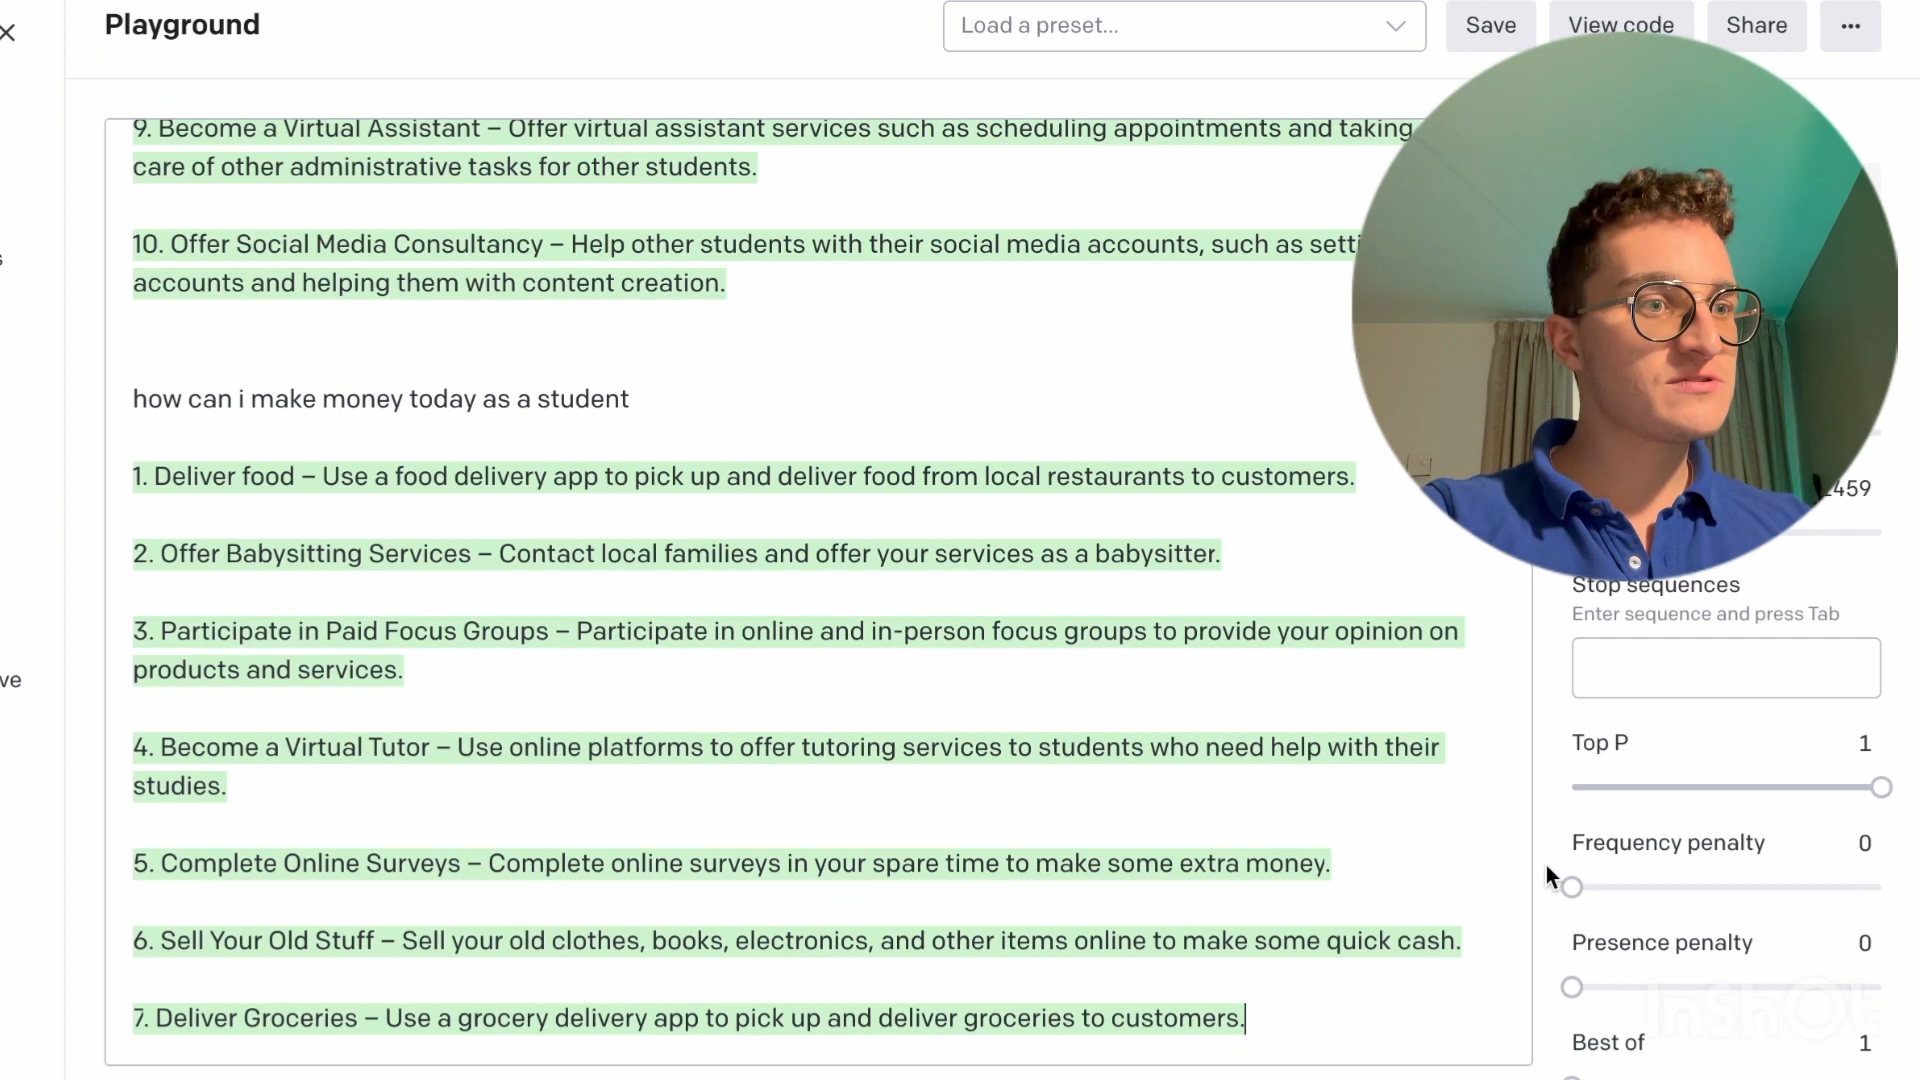 Playground
Load a preset...
Save
View code
Share
9. Become a Virtual Assistant – Offer virtual assistant services such as scheduling appointments and taking
care of other administrative tasks for other students.
10. Offer Social Media Consultancy – Help other students with their social media accounts, such as setti
accounts and helping them with content creation.
how can i make money today as a student
1. Deliver food – Use a food delivery app to pick up and deliver food from local restaurants to customers.
2. Offer Babysitting Services – Contact local families and offer your services as a babysitter.
3. Participate in Paid Focus Groups – Participate in online and in-person focus groups to provide your opinion on
products and services.
4. Become a Virtual Tutor – Use online platforms to offer tutoring services to students who need help with their
studies.
5. Complete Online Surveys – Complete online surveys in your spare time to make some extra money.
6. Sell Your Old Stuff – Sell your old clothes, books, electronics, and other items online to make some quick cash.
7. Deliver Groceries – Use a grocery delivery app to pick up and deliver groceries to customers.
s
ve
459
Stop sequences
Enter sequence and press Tab
Top P 1
Frequency penalty 0
Presence penalty 0
Best of 1
InShOt